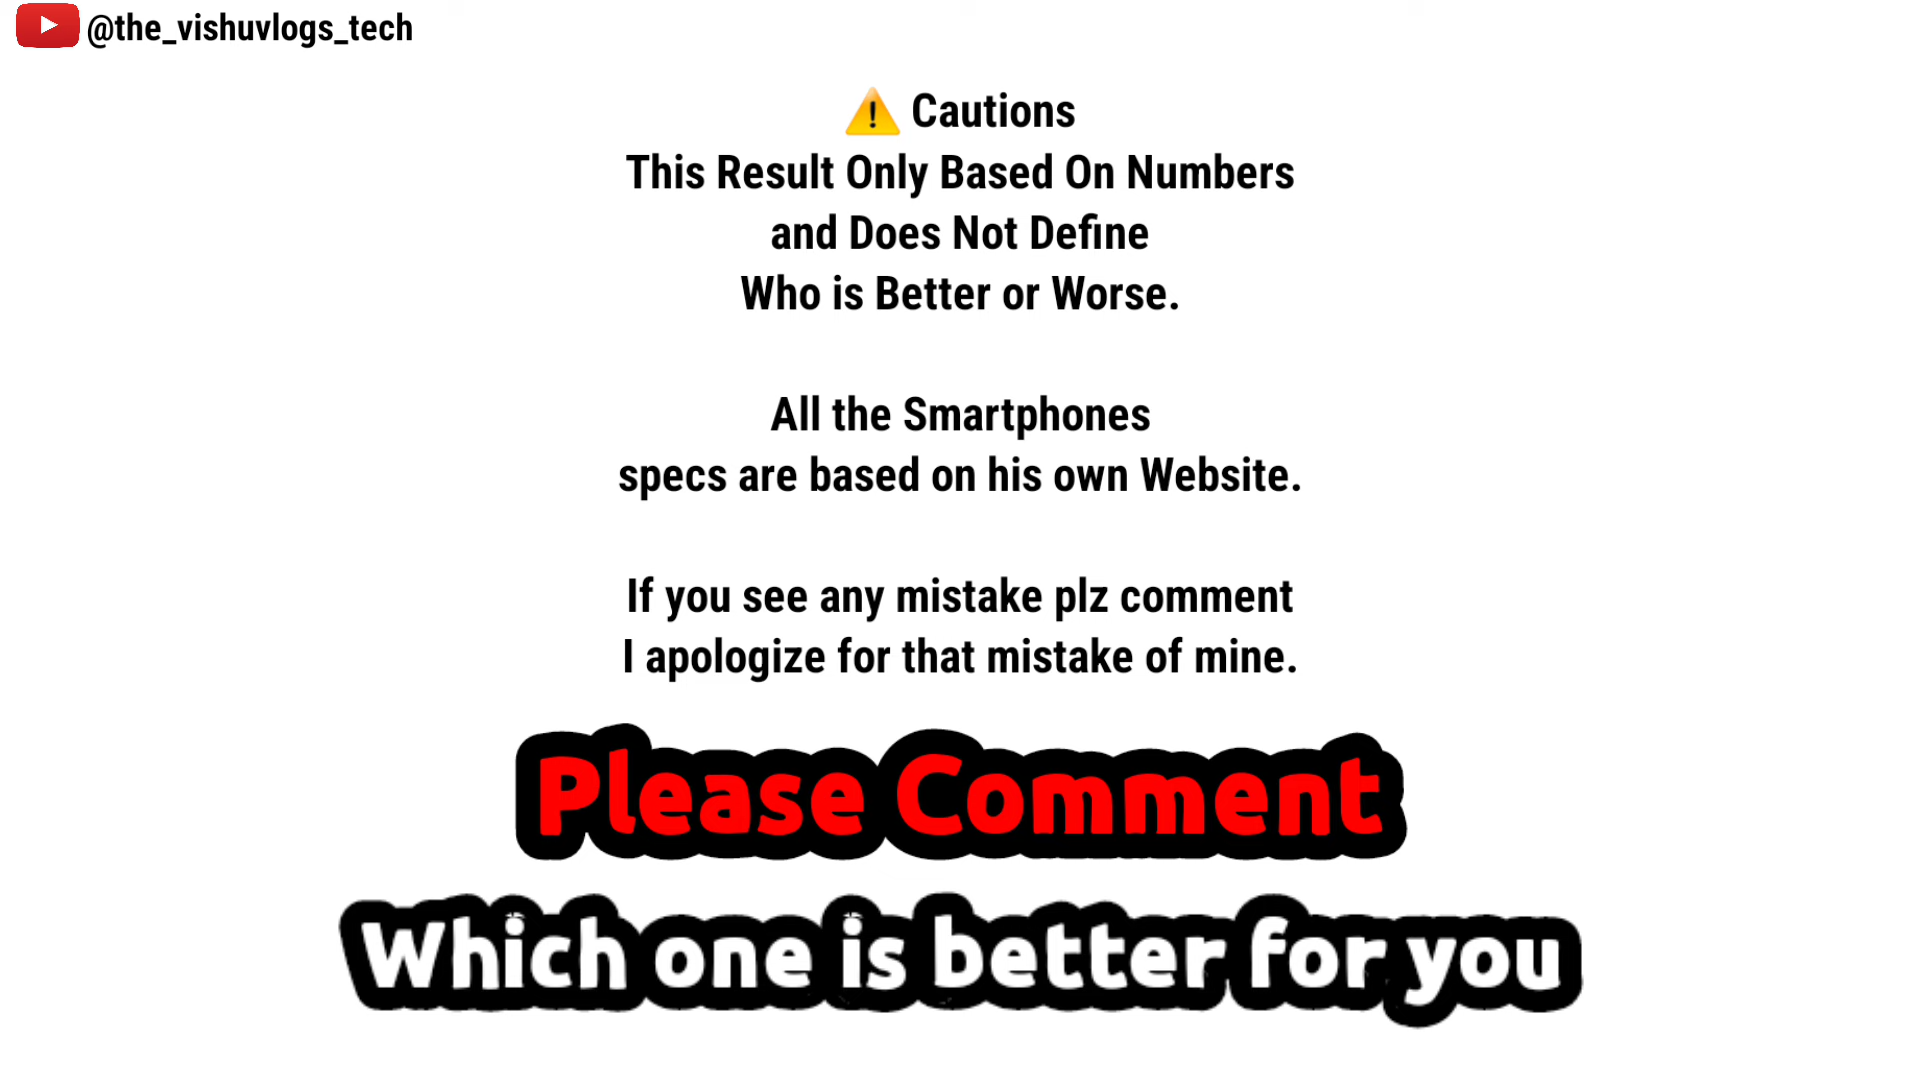 @the_vishuvlogs_tech
⚠️ Cautions
This Result Only Based On Numbers
and Does Not Define
Who is Better or Worse.
All the Smartphones
specs are based on his own Website.
If you see any mistake plz comment
I apologize for that mistake of mine.
Please Comment
Which one is better for you